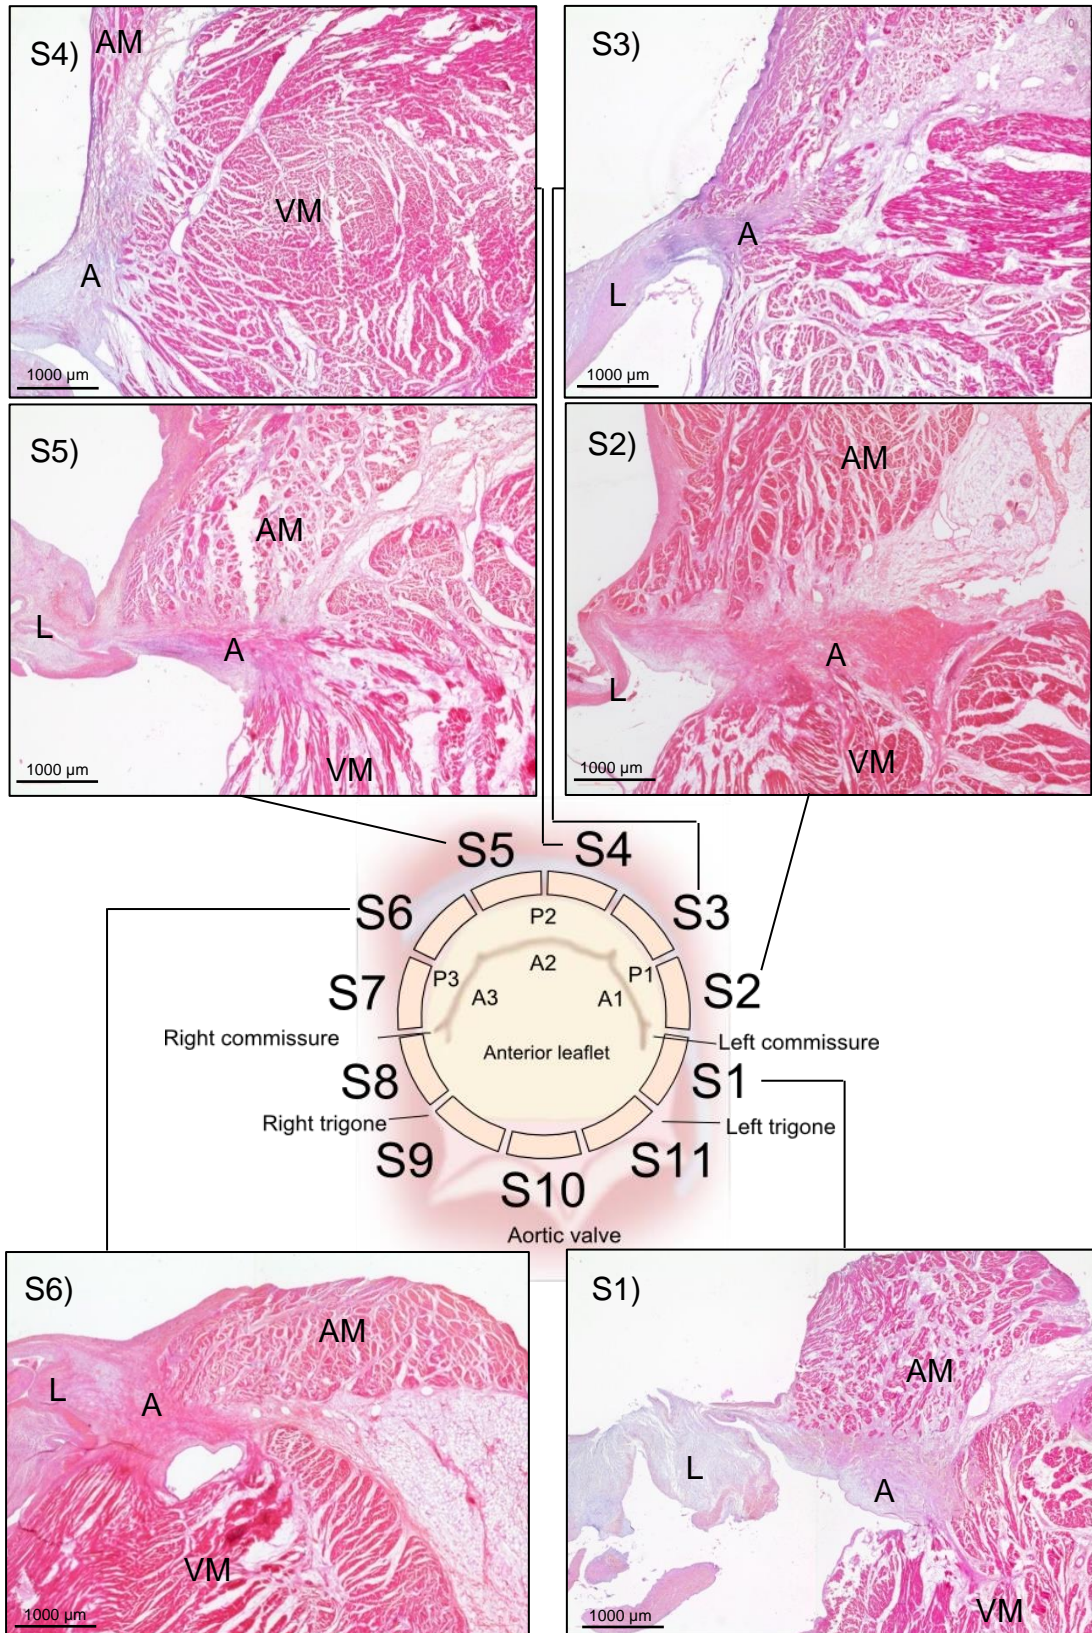 S4)
AM
VM
A
1000 µm
S3)
A
L
1000 µm
S5)
AM
L
A
VM
1000 µm
S2)
AM
A
L
VM
1000 µm
S5
S4
S6
S3
P2
A2
P3
P1
S7
A3
A1
S2
Right commissure
Left commissure
Anterior leaflet
S8
S1
Right trigone
Left trigone
S9
S11
S10
Aortic valve
S6)
AM
L
A
VM
1000 µm
S1)
AM
L
A
VM
1000 µm